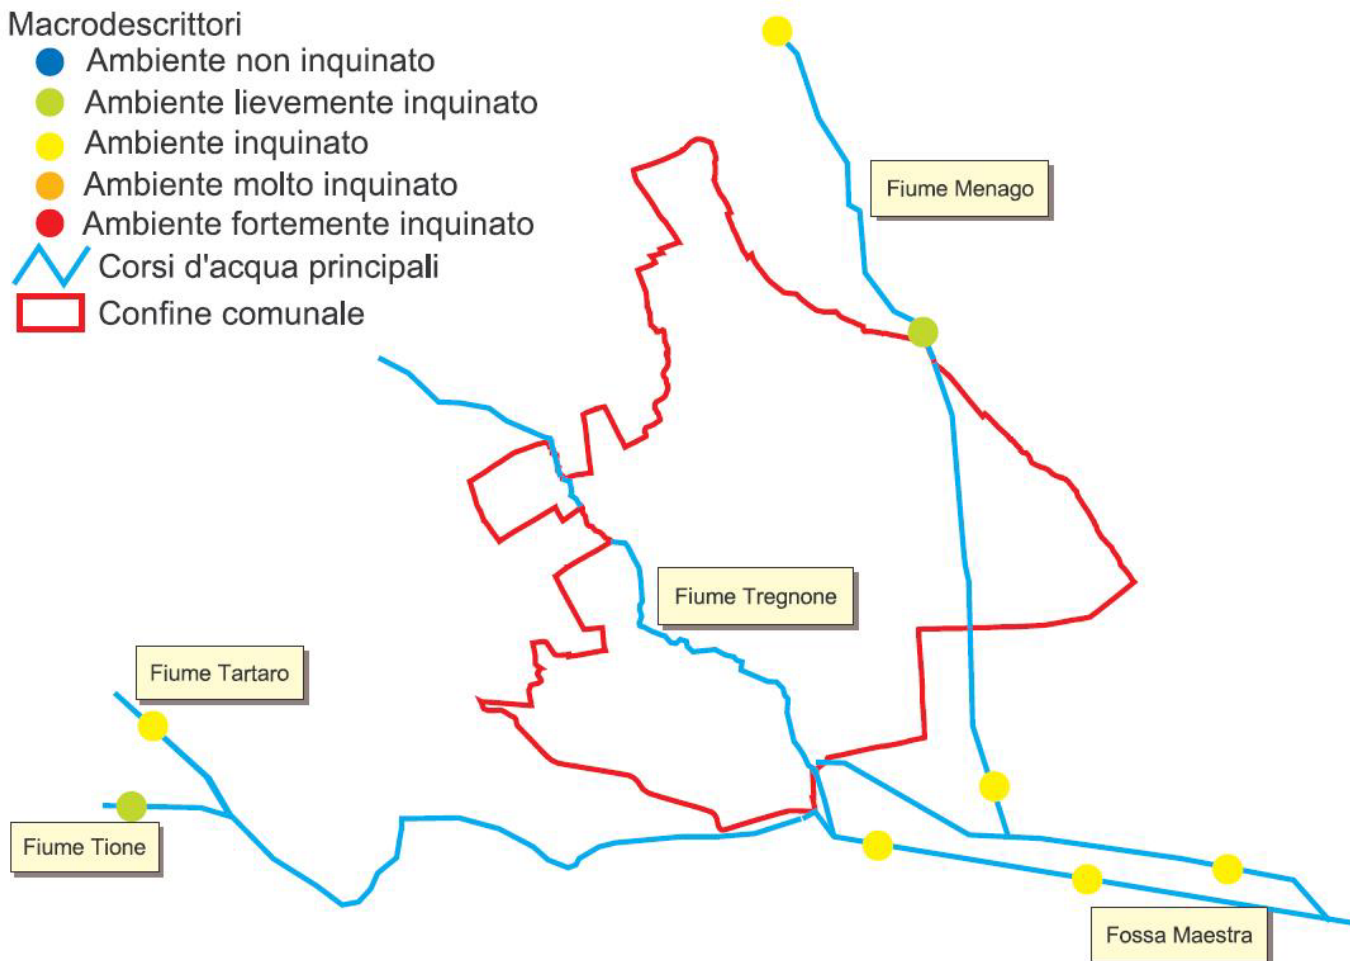 Macrodescrittori
Ambiente non inquinato
Ambiente lievemente inquinato
Ambiente inquinato
Ambiente molto inquinato
Ambiente fortemente inquinato
Corsi d'acqua principali
Confine comunale
Fiume Menago
Fiume Tregnone
Fiume Tartaro
Fiume Tione
Fossa Maestra